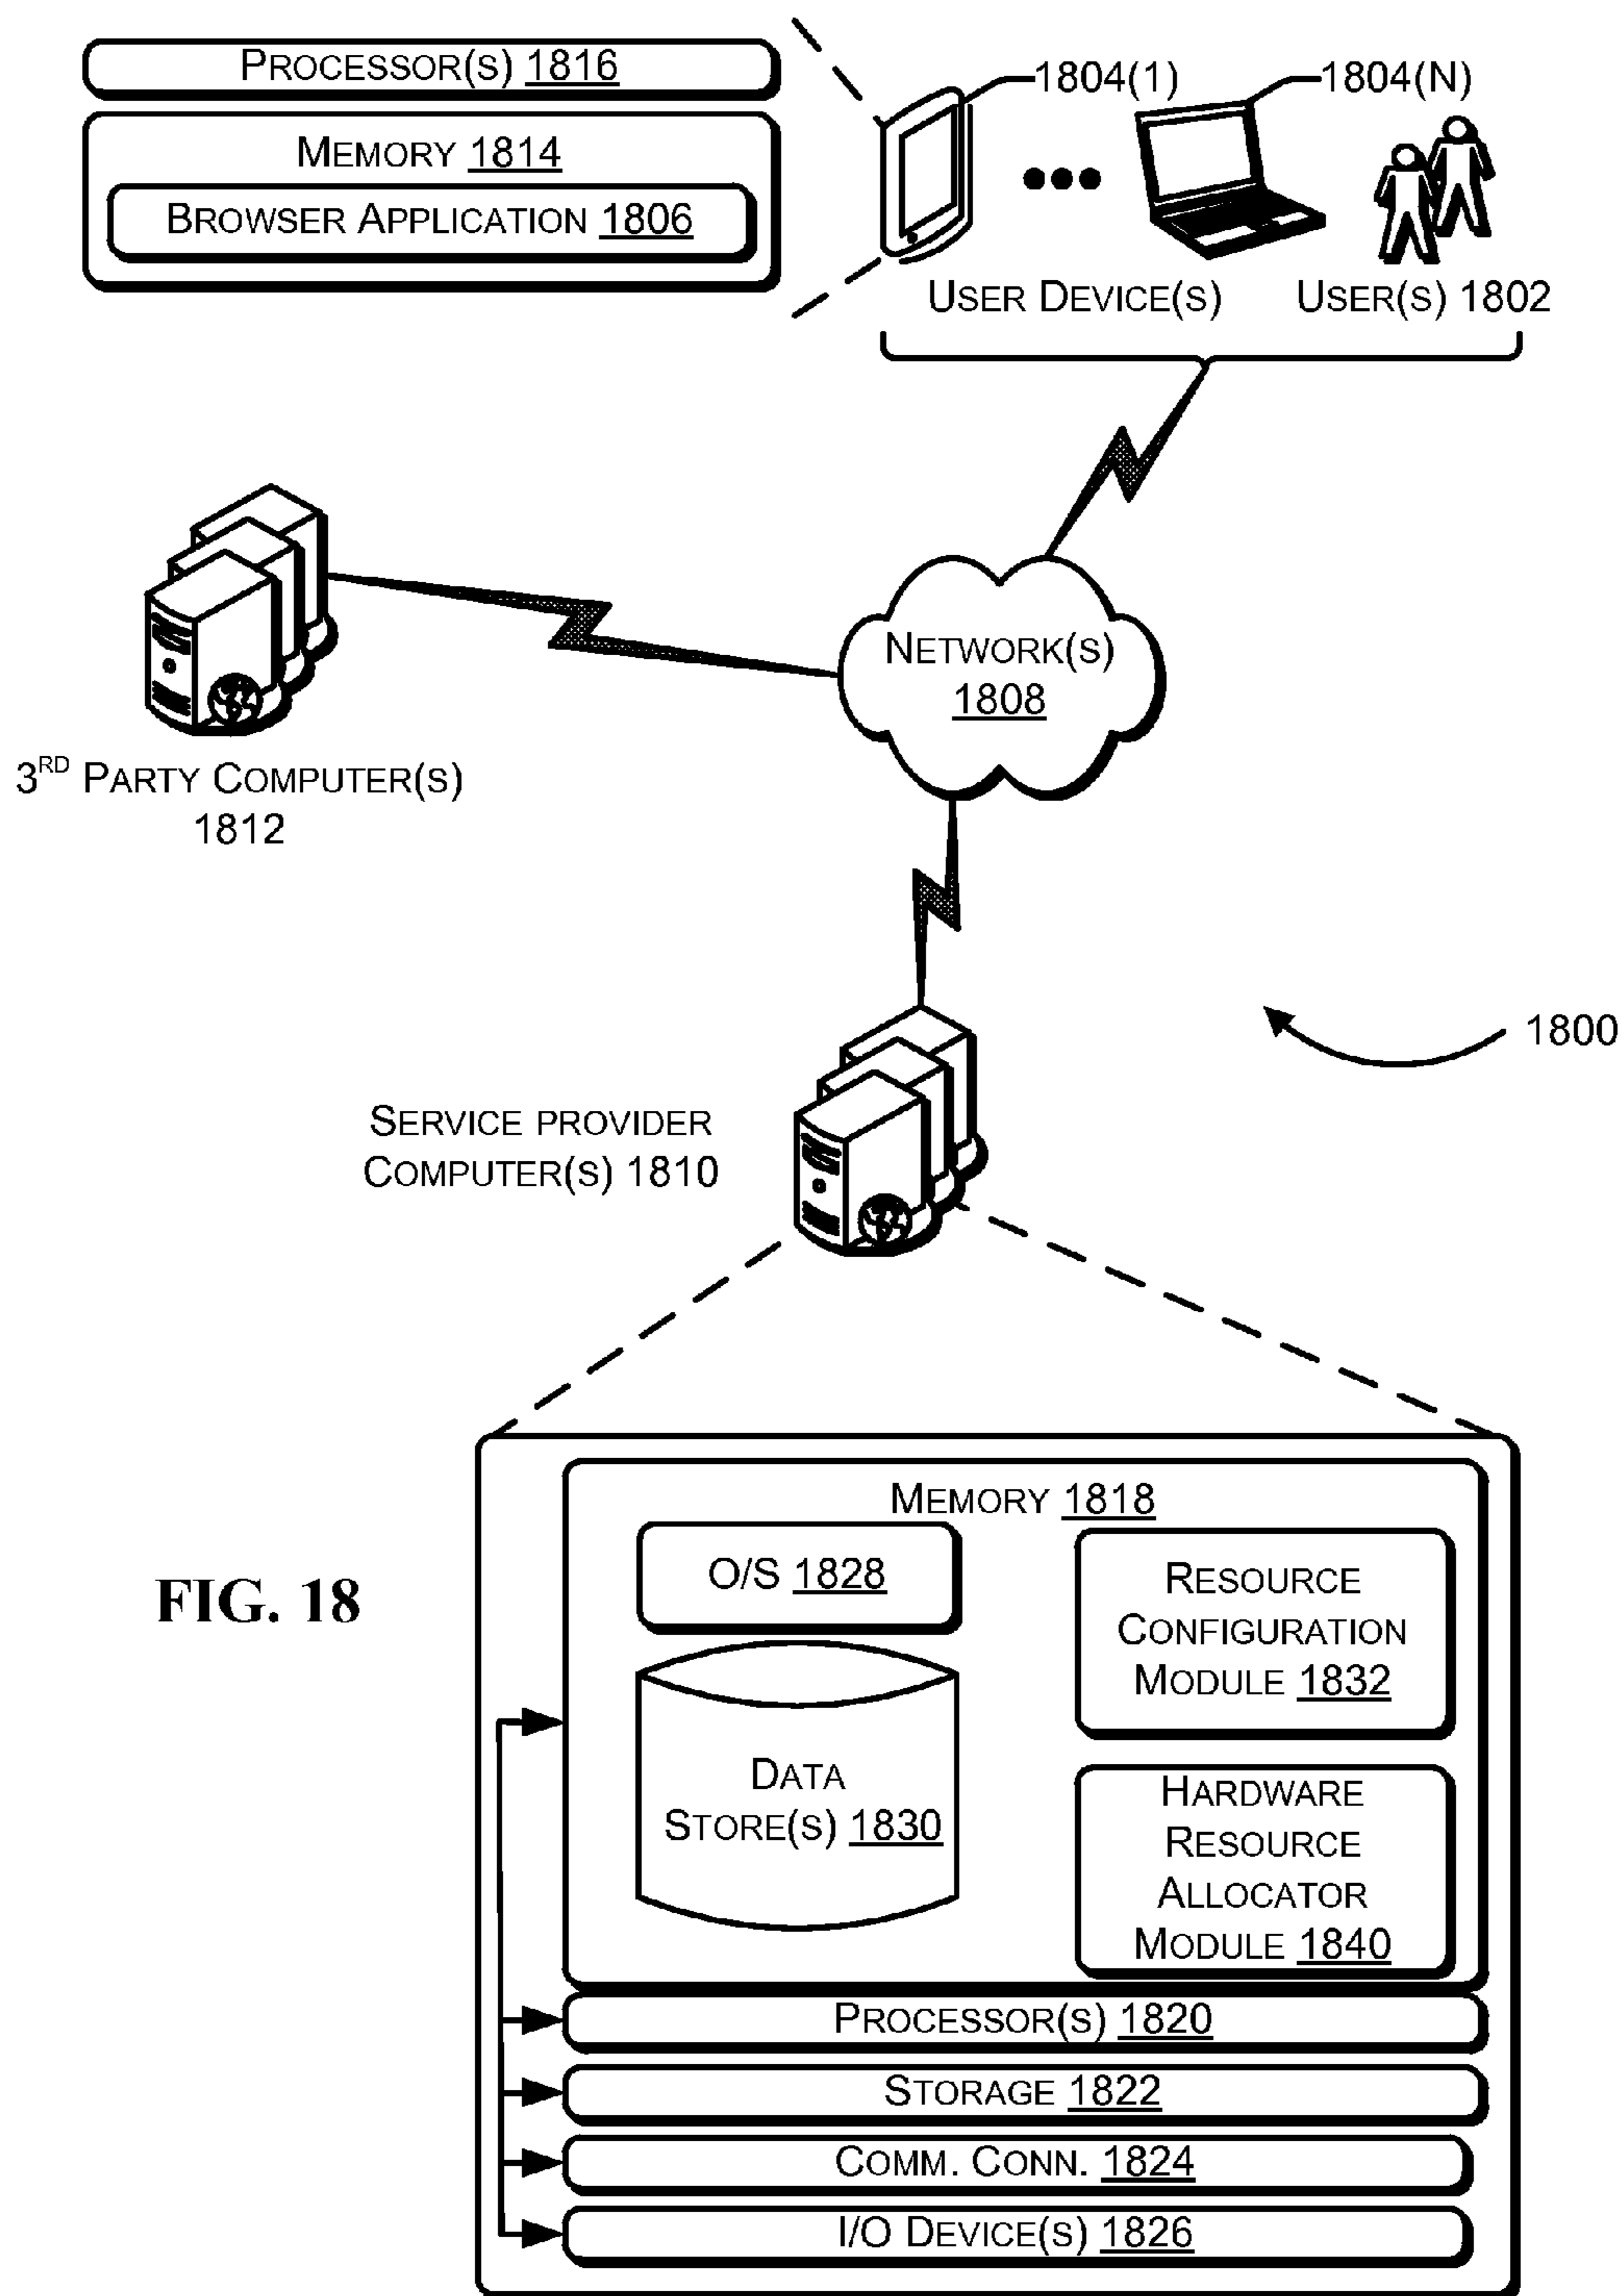 PROCESSOR(S) 1816
MEMORY 1814
BROWSER APPLICATION 1806
1804(1)
1804(N)
USER DEVICE(S)
USER(S) 1802
NETWORK(S)
1808
3RD PARTY COMPUTER(S)
1812
1800
SERVICE PROVIDER
COMPUTER(S) 1810
FIG. 18
MEMORY 1818
O/S 1828
DATA
STORE(S) 1830
RESOURCE
CONFIGURATION
MODULE 1832
HARDWARE
RESOURCE
ALLOCATOR
MODULE 1840
PROCESSOR(S) 1820
STORAGE 1822
COMM. CONN. 1824
I/O DEVICE(S) 1826